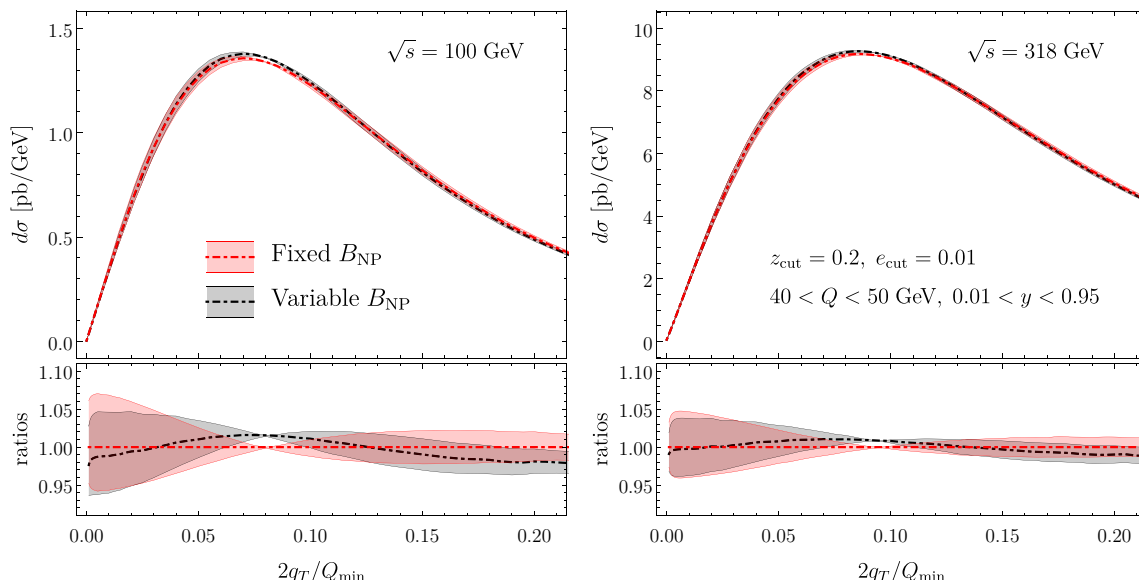 √s = 100 GeV
dσ [pb/GeV]
1.5
1.0
0.5
0.0
Fixed B_NP
Variable B_NP
ratios
1.10
1.05
1.00
0.95
0.00 0.05 0.10 0.15 0.20
2q_T/Q_min
√s = 318 GeV
dσ [pb/GeV]
10
8
6
4
2
0
z_cut = 0.2, e_cut = 0.01
40 < Q < 50 GeV, 0.01 < y < 0.95
ratios
1.10
1.05
1.00
0.95
0.00 0.05 0.10 0.15 0.20
2q_T/Q_min